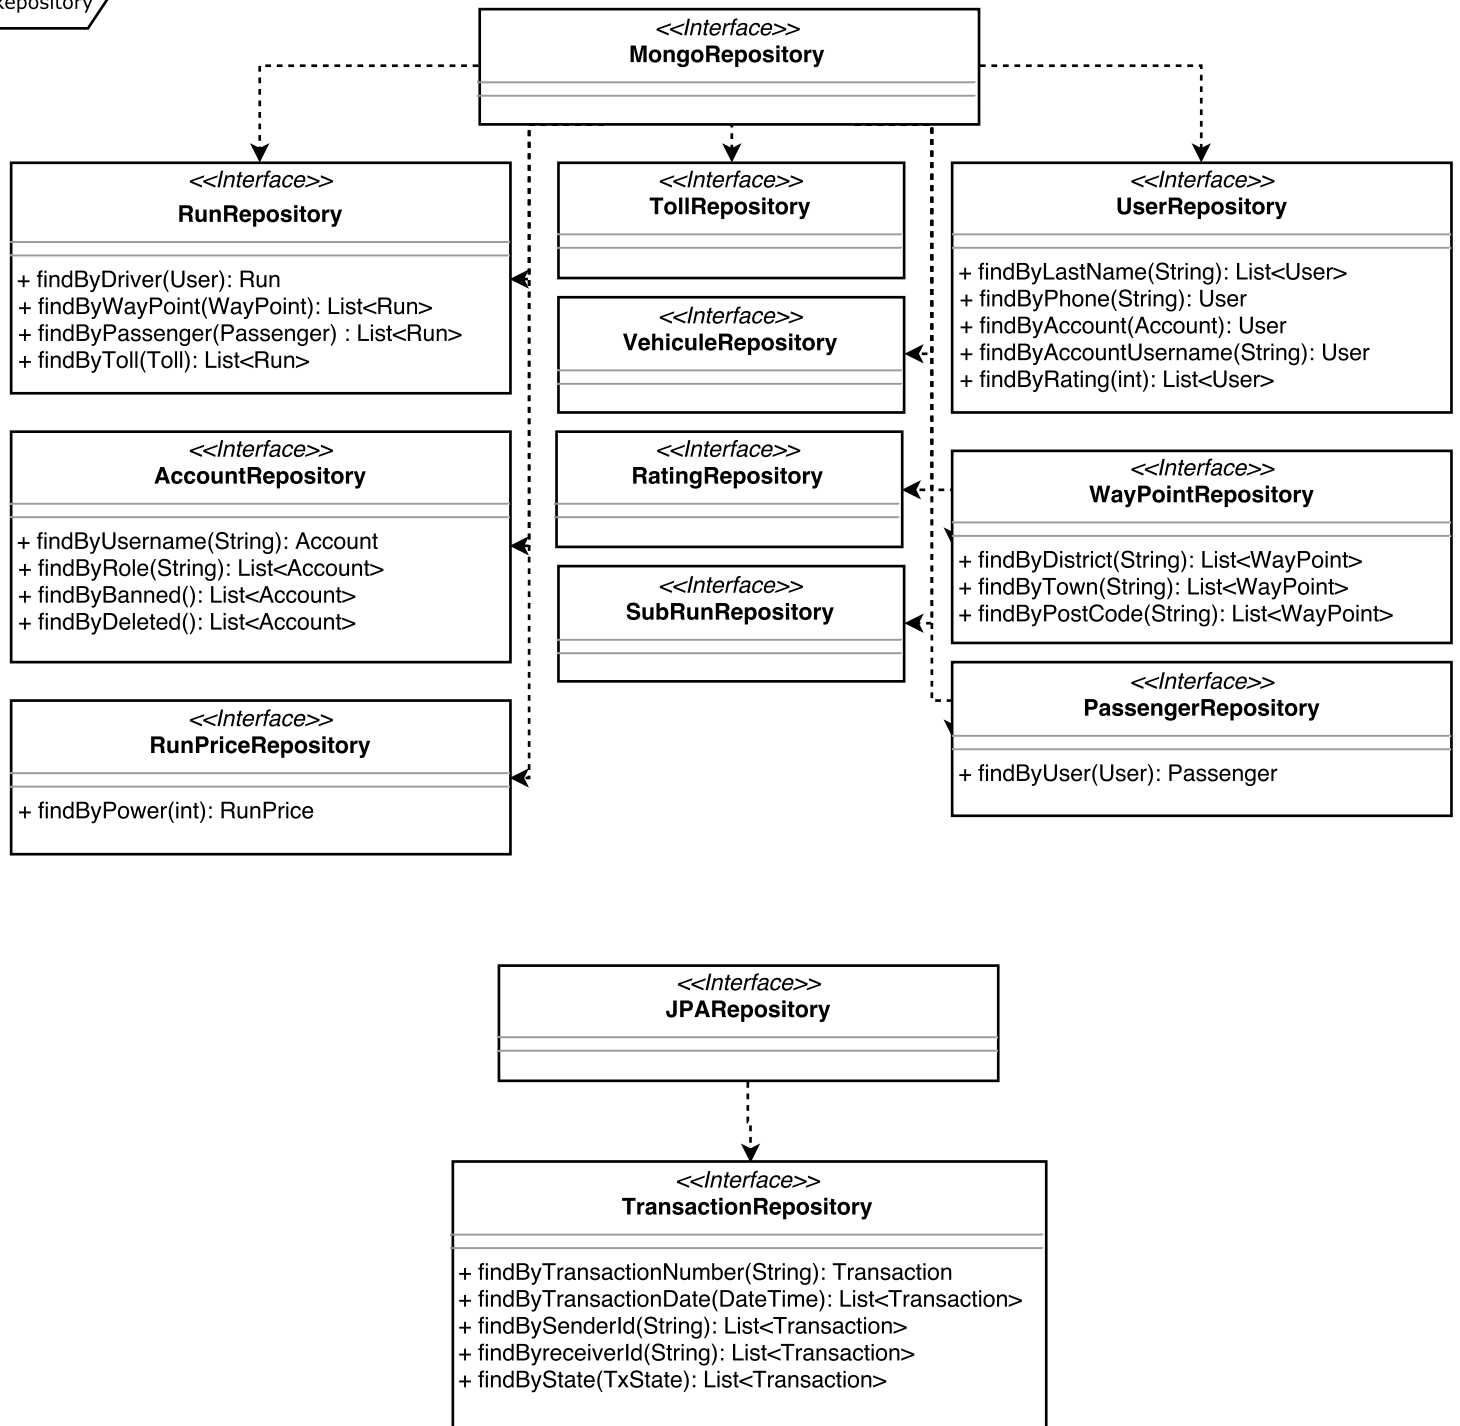 Repository
<<Interface>>
MongoRepository
<<Interface>>
RunRepository
+ findByDriver(User): Run
+ findByWayPoint(WayPoint): List<Run>
+ findByPassenger(Passenger) : List<Run>
+ findByToll(Toll): List<Run>
<<Interface>>
TollRepository
<<Interface>>
UserRepository
+ findByLastName(String): List<User>
+ findByPhone(String): User
+ findByAccount(Account): User
+ findByAccountUsername(String): User
+ findByRating(int): List<User>
<<Interface>>
VehiculeRepository
<<Interface>>
AccountRepository
+ findByUsername(String): Account
+ findByRole(String): List<Account>
+ findByBanned(): List<Account>
+ findByDeleted(): List<Account>
<<Interface>>
RatingRepository
<<Interface>>
WayPointRepository
+ findByDistrict(String): List<WayPoint>
+ findByTown(String): List<WayPoint>
+ findByPostCode(String): List<WayPoint>
<<Interface>>
SubRunRepository
<<Interface>>
PassengerRepository
+ findByUser(User): Passenger
<<Interface>>
RunPriceRepository
+ findByPower(int): RunPrice
<<Interface>>
JPARepository
<<Interface>>
TransactionRepository
+ findByTransactionNumber(String): Transaction
+ findByTransactionDate(DateTime): List<Transaction>
+ findBySenderId(String): List<Transaction>
+ findByreceiverId(String): List<Transaction>
+ findByState(TxState): List<Transaction>